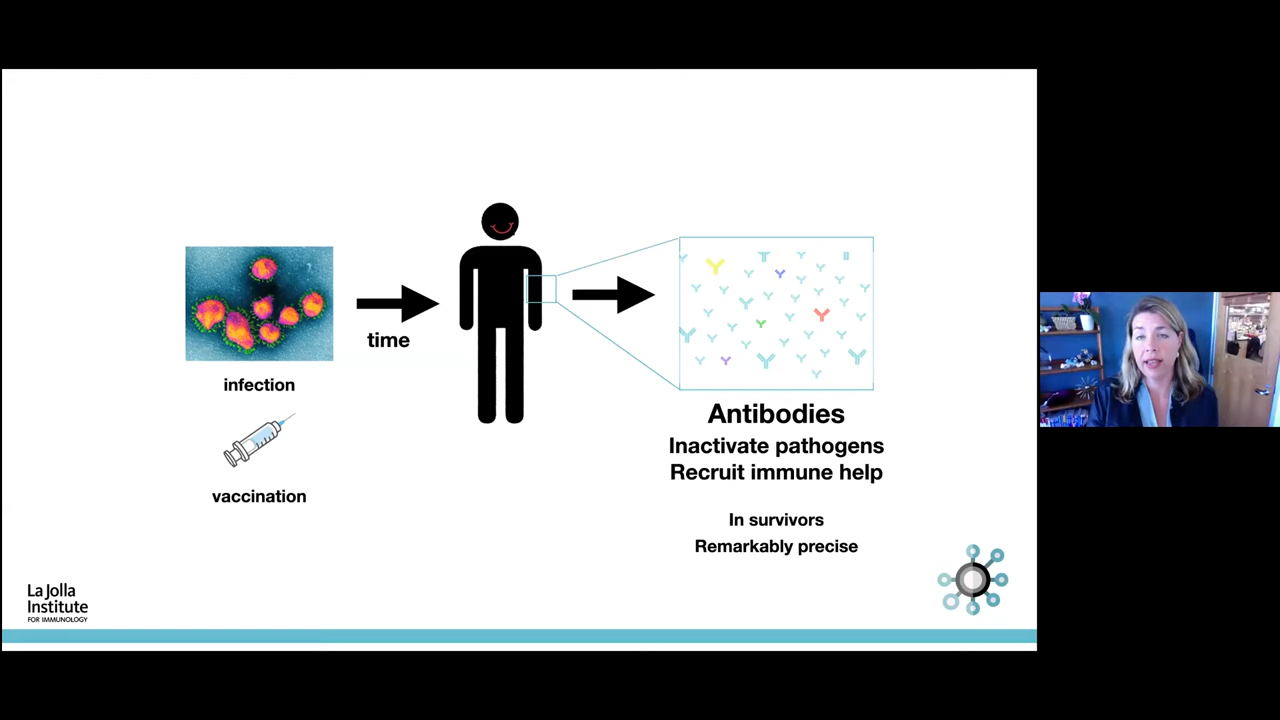 infection
vaccination
time
Antibodies
Inactivate pathogens
Recruit immune help
In survivors
Remarkably precise
La Jolla
Institute
FOR IMMUNOLOGY